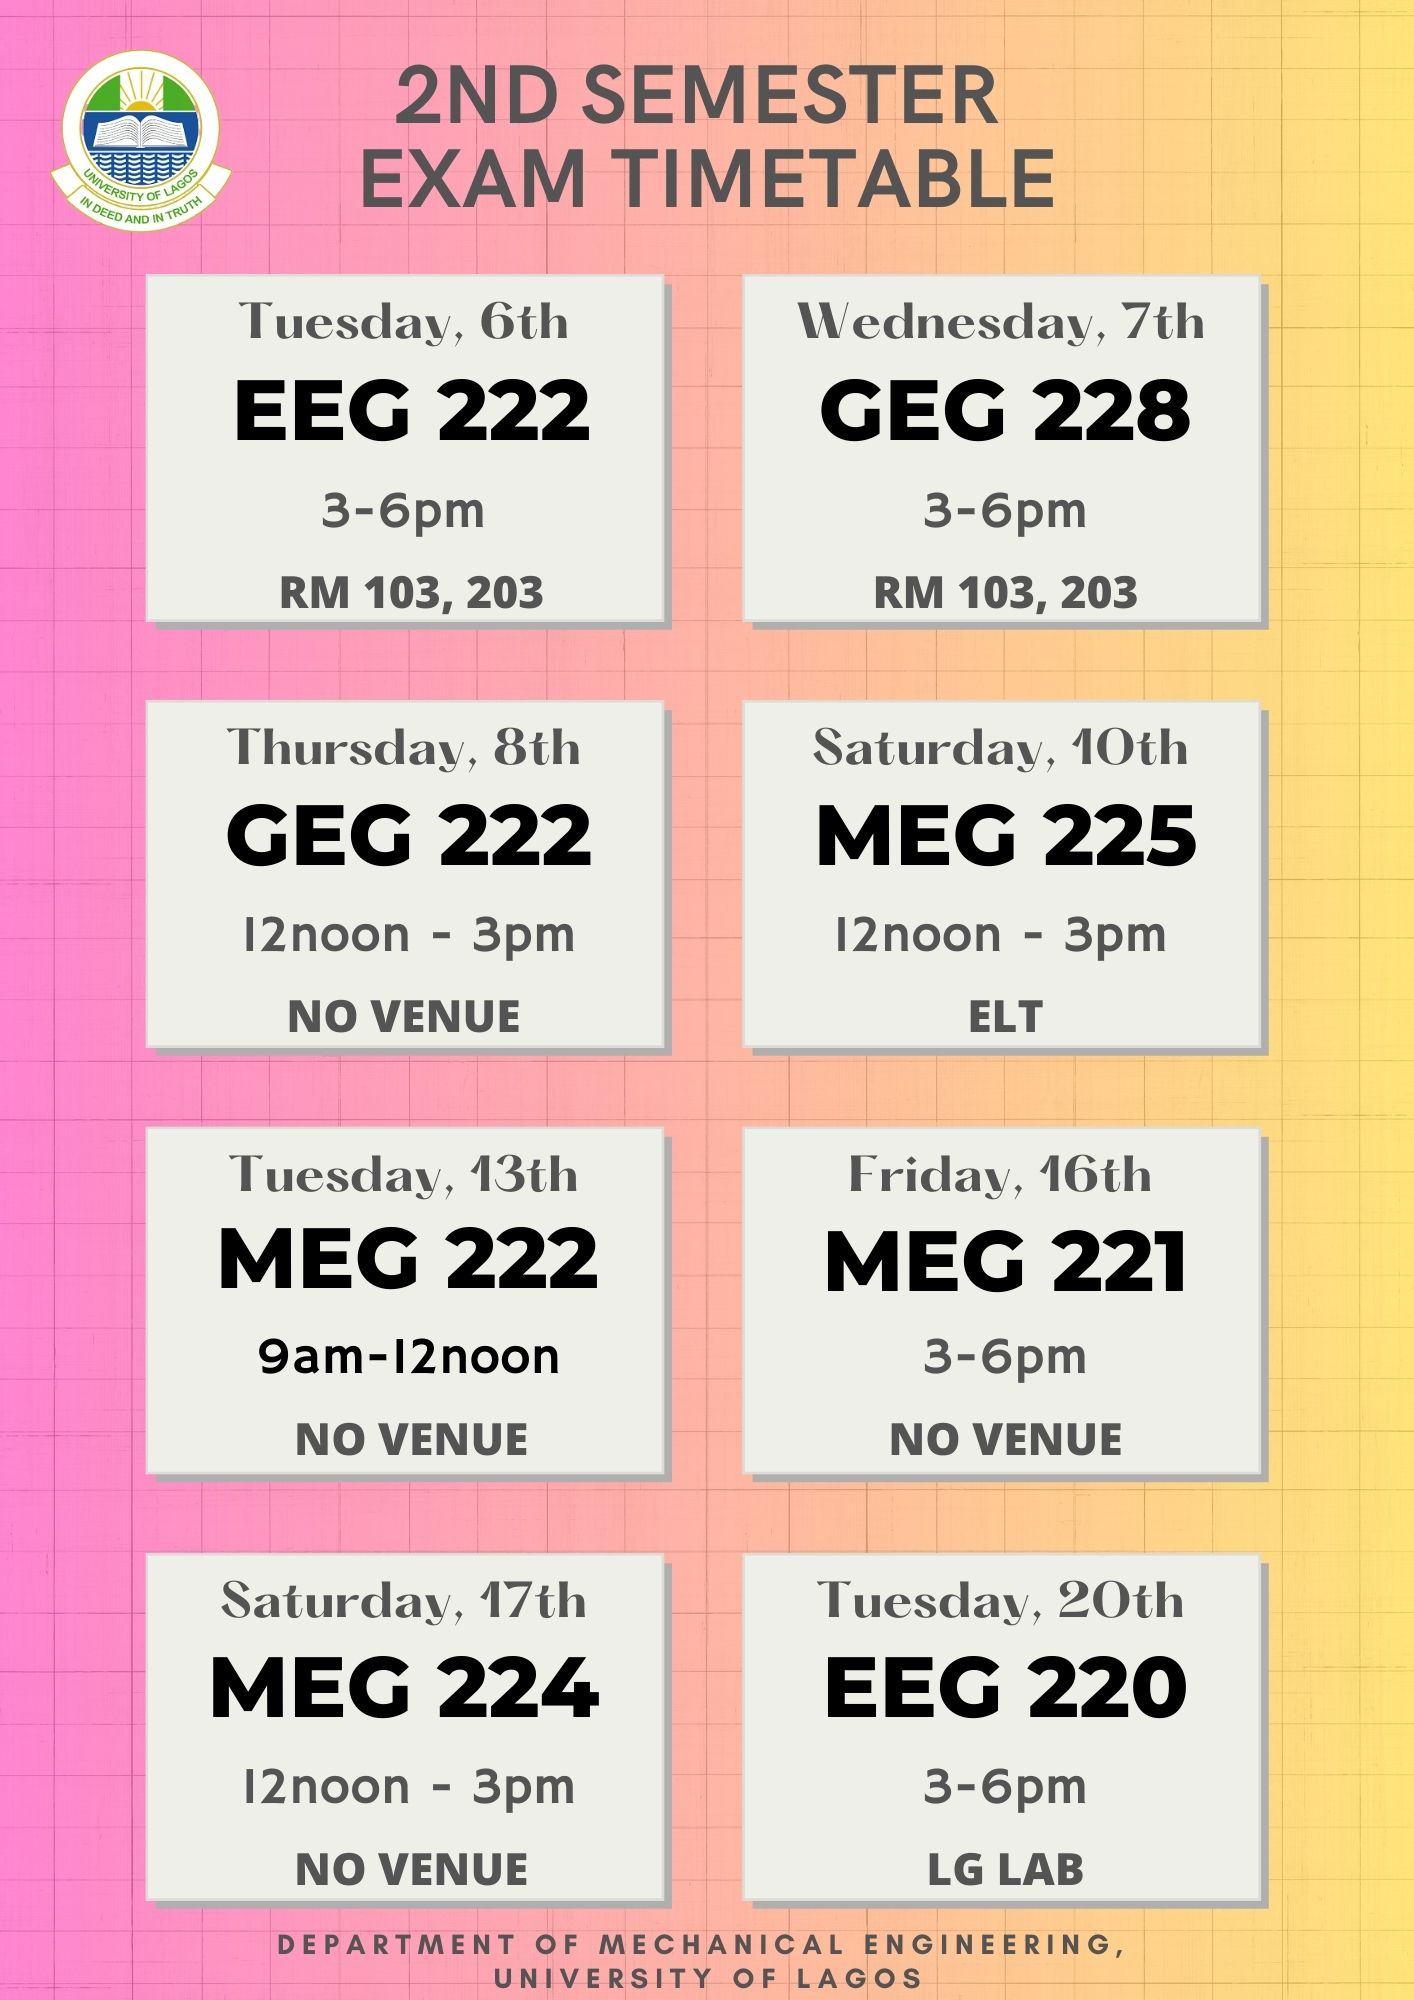 2ND SEMESTER
EXAM TIMETABLE
UNIVERSITY OF LAGOS
IN DEED AND IN TRUTH
Tuesday, 6th
EEG 222
3-6pm
RM 103, 203
Wednesday, 7th
GEG 228
3-6pm
RM 103, 203
Thursday, 8th
GEG 222
12noon - 3pm
NO VENUE
Saturday, 10th
MEG 225
12noon - 3pm
ELT
Tuesday, 13th
MEG 222
9am-12noon
NO VENUE
Friday, 16th
MEG 221
3-6pm
NO VENUE
Saturday, 17th
MEG 224
12noon - 3pm
NO VENUE
Tuesday, 20th
EEG 220
3-6pm
LG LAB
DEPARTMENT OF MECHANICAL ENGINEERING,
UNIVERSITY OF LAGOS